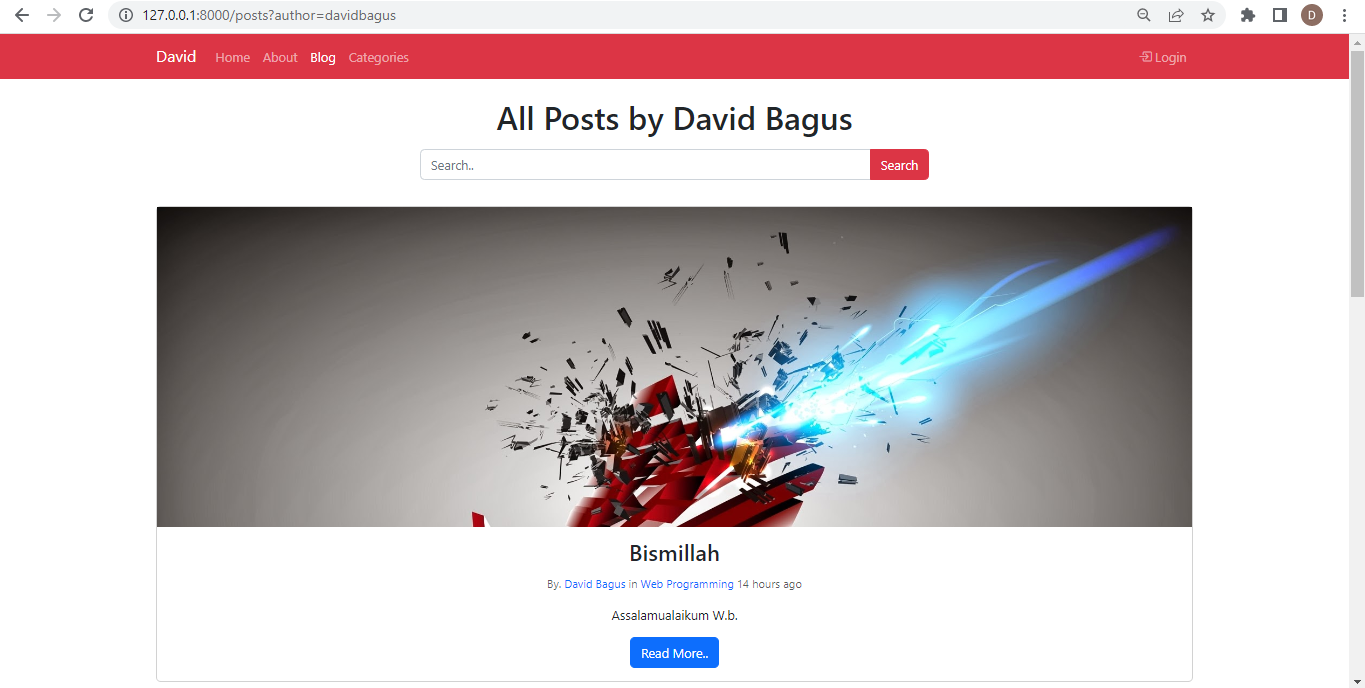 127.0.0.1:8000/posts?author=davidbagus
D
David Home About Blog Categories Login
All Posts by David Bagus
Search.. Search
Bismillah
By. David Bagus in Web Programming 14 hours ago
Assalamualaikum W.b.
Read More..